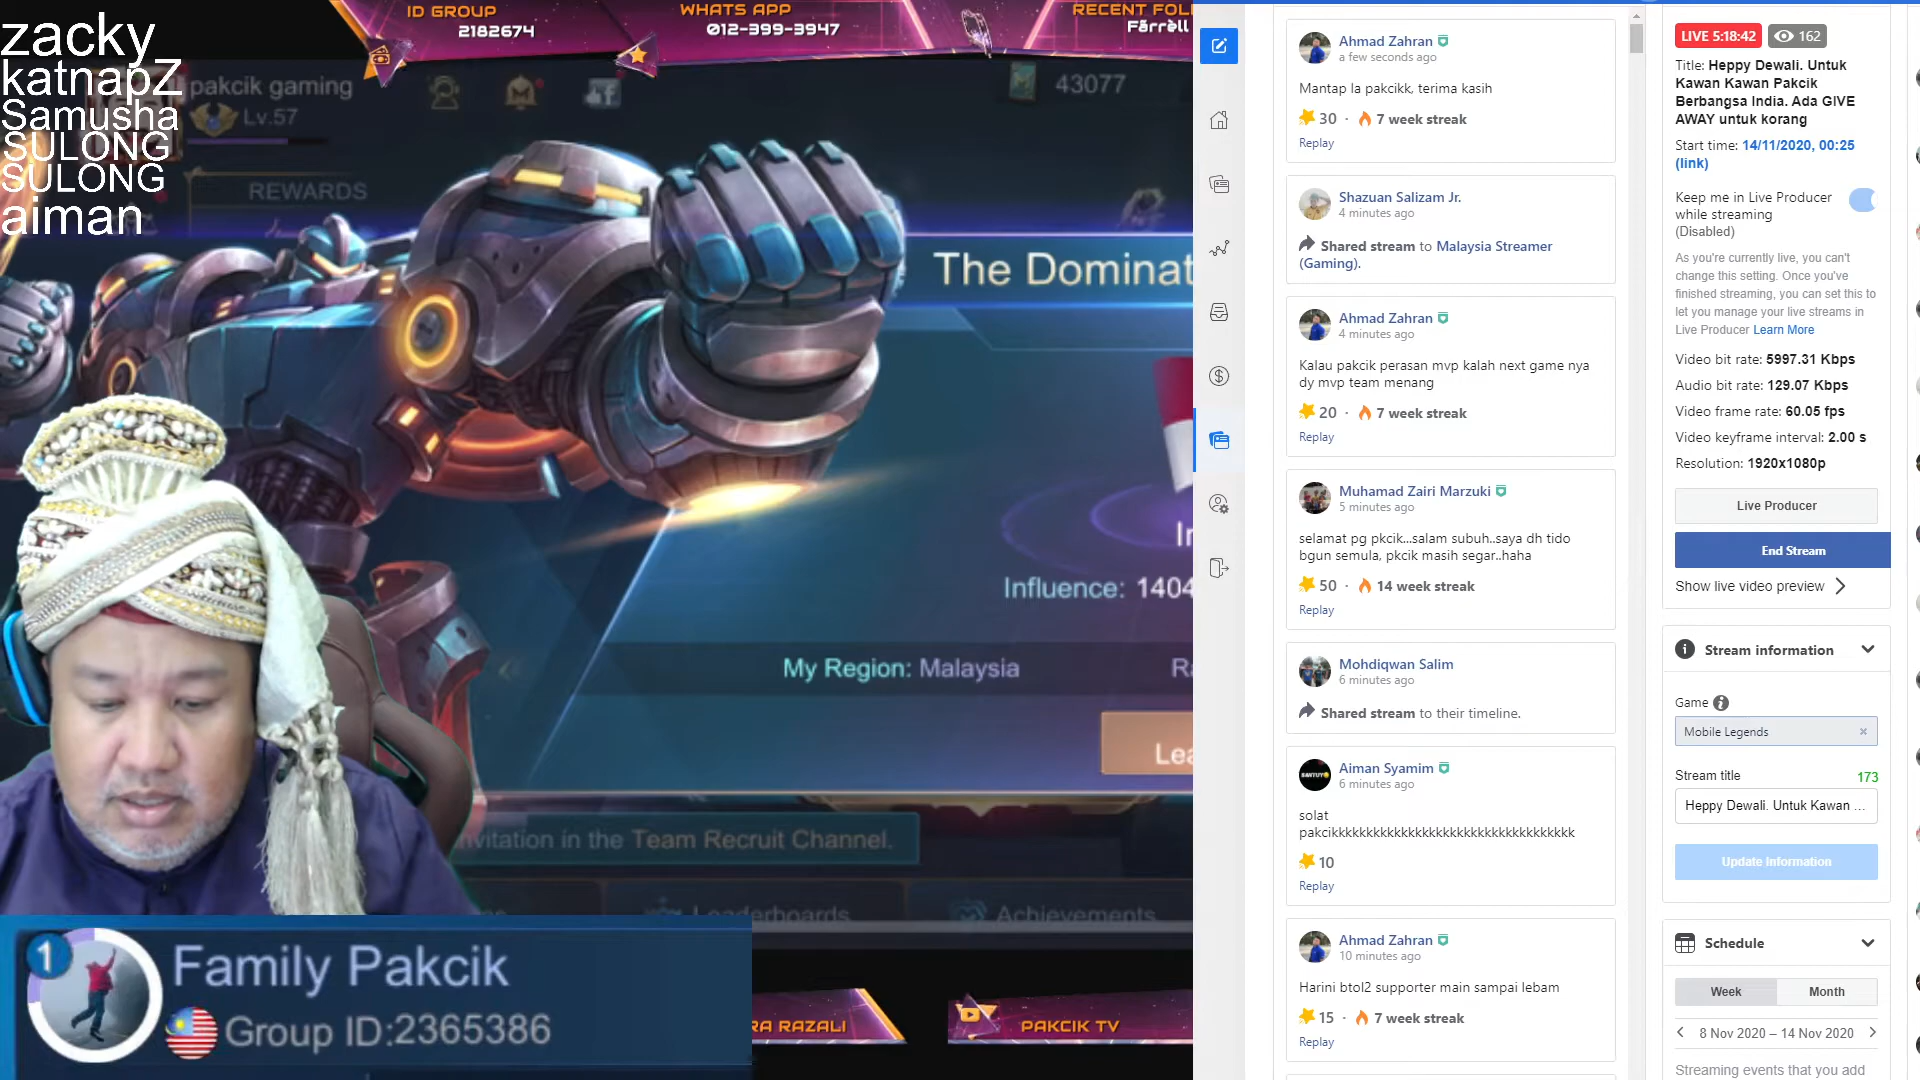 zacky
katnapZ
Samusha
SULONG
SULONG
aiman
ID GROUP
2182674
WHATS APP
012-399-3947
RECENT FOL
Färrèll
pakcik gaming
Lv.57
REWARDS
43077
The Dominat
In
Influence: 1404
My Region: Malaysia
Lea
nvitation in the Team Recruit Channel.
Leaderboards
Achievements
1
Family Pakcik
Group ID:2365386
RA RAZALI
PAKCIK TV
Ahmad Zahran
a few seconds ago
Mantap la pakcikk, terima kasih
30 · 7 week streak
Replay
Shazuan Salizam Jr.
4 minutes ago
Shared stream to Malaysia Streamer
(Gaming).
Ahmad Zahran
4 minutes ago
Kalau pakcik perasan mvp kalah next game nya
dy mvp team menang
20 · 7 week streak
Replay
Muhamad Zairi Marzuki
5 minutes ago
selamat pg pkcik...salam subuh..saya dh tido
bgun semula, pkcik masih segar..haha
50 · 14 week streak
Replay
Mohdiqwan Salim
6 minutes ago
Shared stream to their timeline.
Aiman Syamim
6 minutes ago
solat
pakcikkkkkkkkkkkkkkkkkkkkkkkkkkkkkkkkkkk
10
Replay
Ahmad Zahran
10 minutes ago
Harini btol2 supporter main sampai lebam
15 · 7 week streak
Replay
LIVE 5:18:42
162
Title: Heppy Dewali. Untuk
Kawan Kawan Pakcik
Berbangsa India. Ada GIVE
AWAY untuk korang
Start time: 14/11/2020, 00:25
(link)
Keep me in Live Producer
while streaming
(Disabled)
As you're currently live, you can't
change this setting. Once you've
finished streaming, you can set this to
let you manage your live streams in
Live Producer Learn More
Video bit rate: 5997.31 Kbps
Audio bit rate: 129.07 Kbps
Video frame rate: 60.05 fps
Video keyframe interval: 2.00 s
Resolution: 1920x1080p
Live Producer
End Stream
Show live video preview
Stream information
Game
Mobile Legends
Stream title
173
Heppy Dewali. Untuk Kawan ...
Update Information
Schedule
Week
Month
8 Nov 2020 – 14 Nov 2020
Streaming events that you add